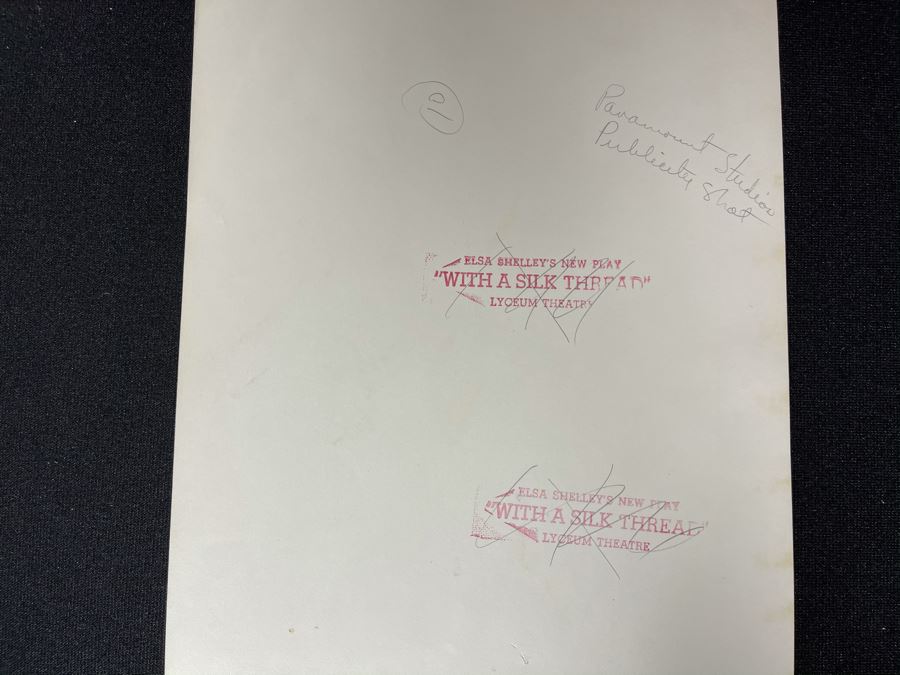 e
Paramount Studios
Publicity Shot
ELSA SHELLEY'S NEW PLAY
"WITH A SILK THREAD"
LYCEUM THEATRE
ELSA SHELLEY'S NEW PLAY
"WITH A SILK THREAD"
LYCEUM THEATRE